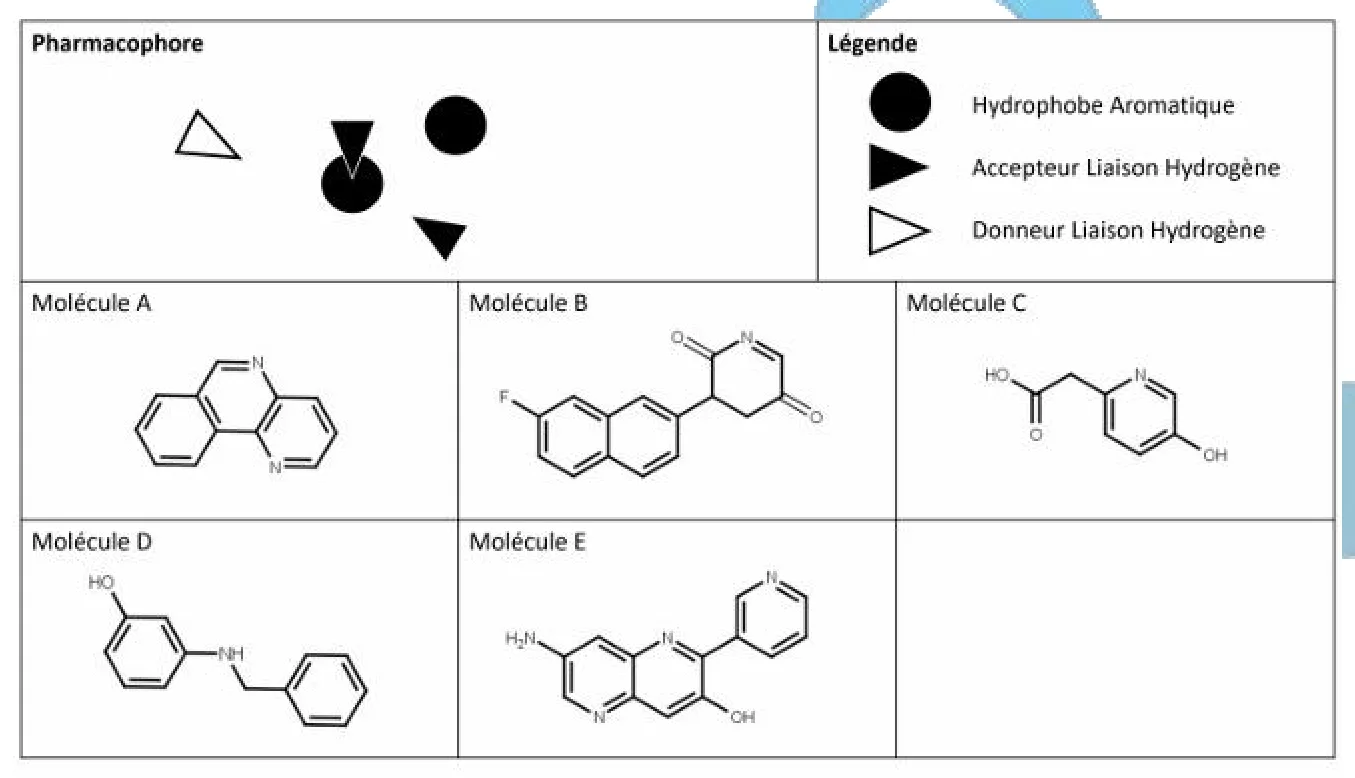 Pharmacophore
Légende
Hydrophobe Aromatique
Accepteur Liaison Hydrogène
Donneur Liaison Hydrogène
Molécule A
N
N
Molécule B
O
N
F
O
Molécule C
HO
N
O
OH
Molécule D
HO
NH
Molécule E
N
H₂N
N
N
OH